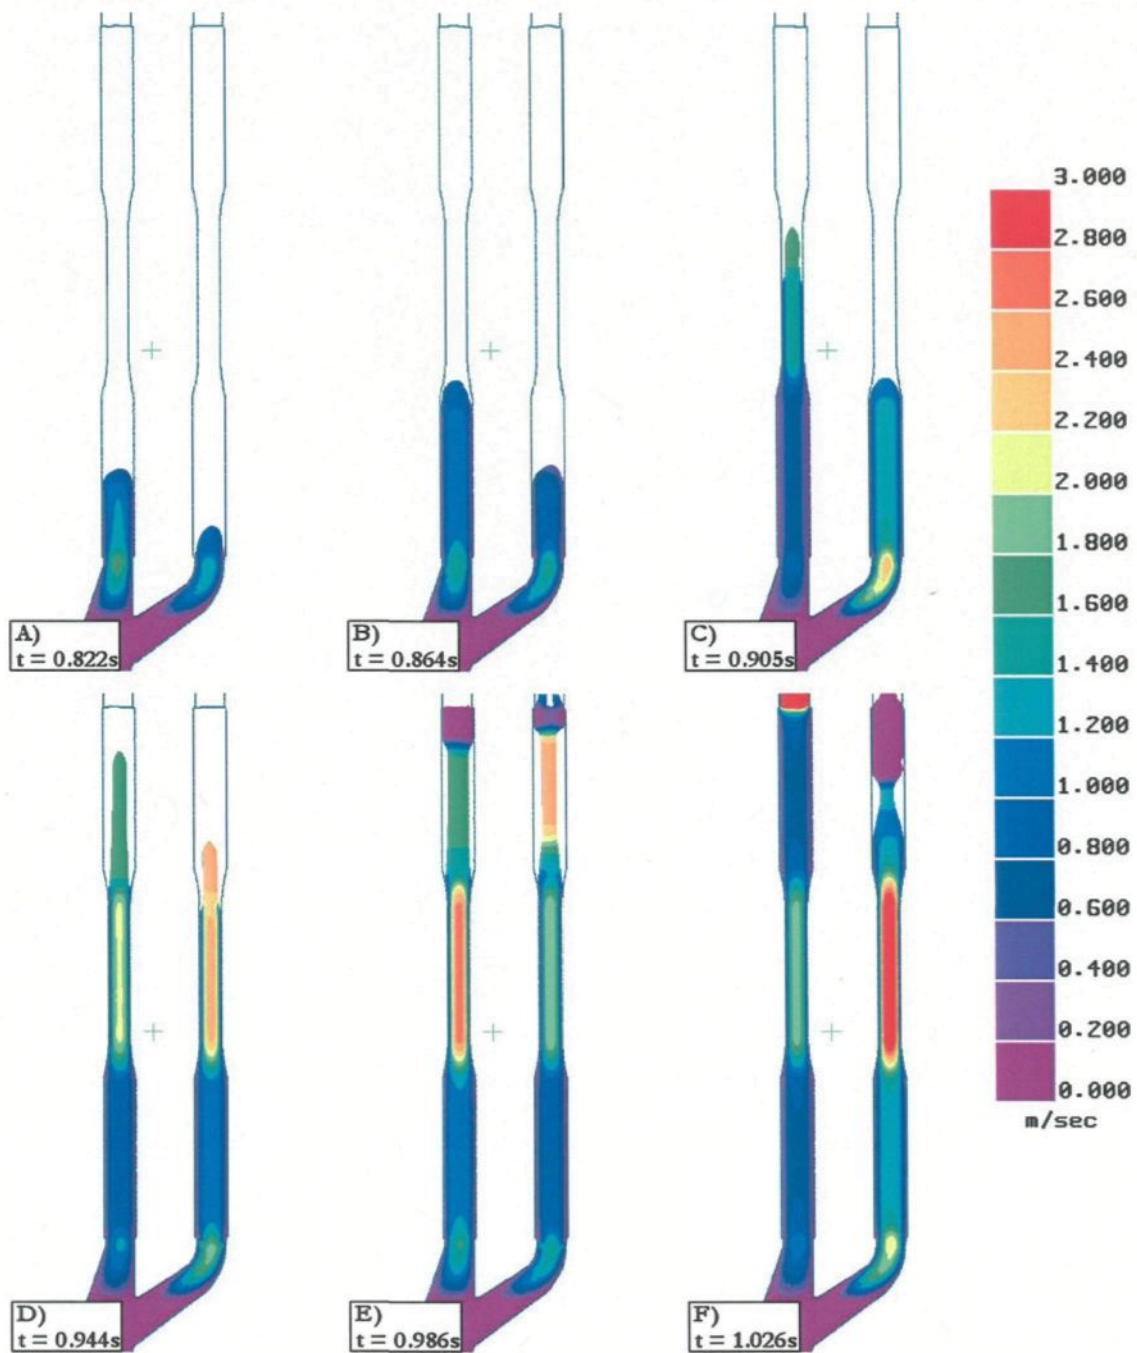 A)
t = 0.822s
B)
t = 0.864s
C)
t = 0.905s
3.000
2.800
2.600
2.400
2.200
2.000
1.800
1.600
1.400
1.200
1.000
0.800
0.600
0.400
0.200
0.000
m/sec
D)
t = 0.944s
E)
t = 0.986s
F)
t = 1.026s